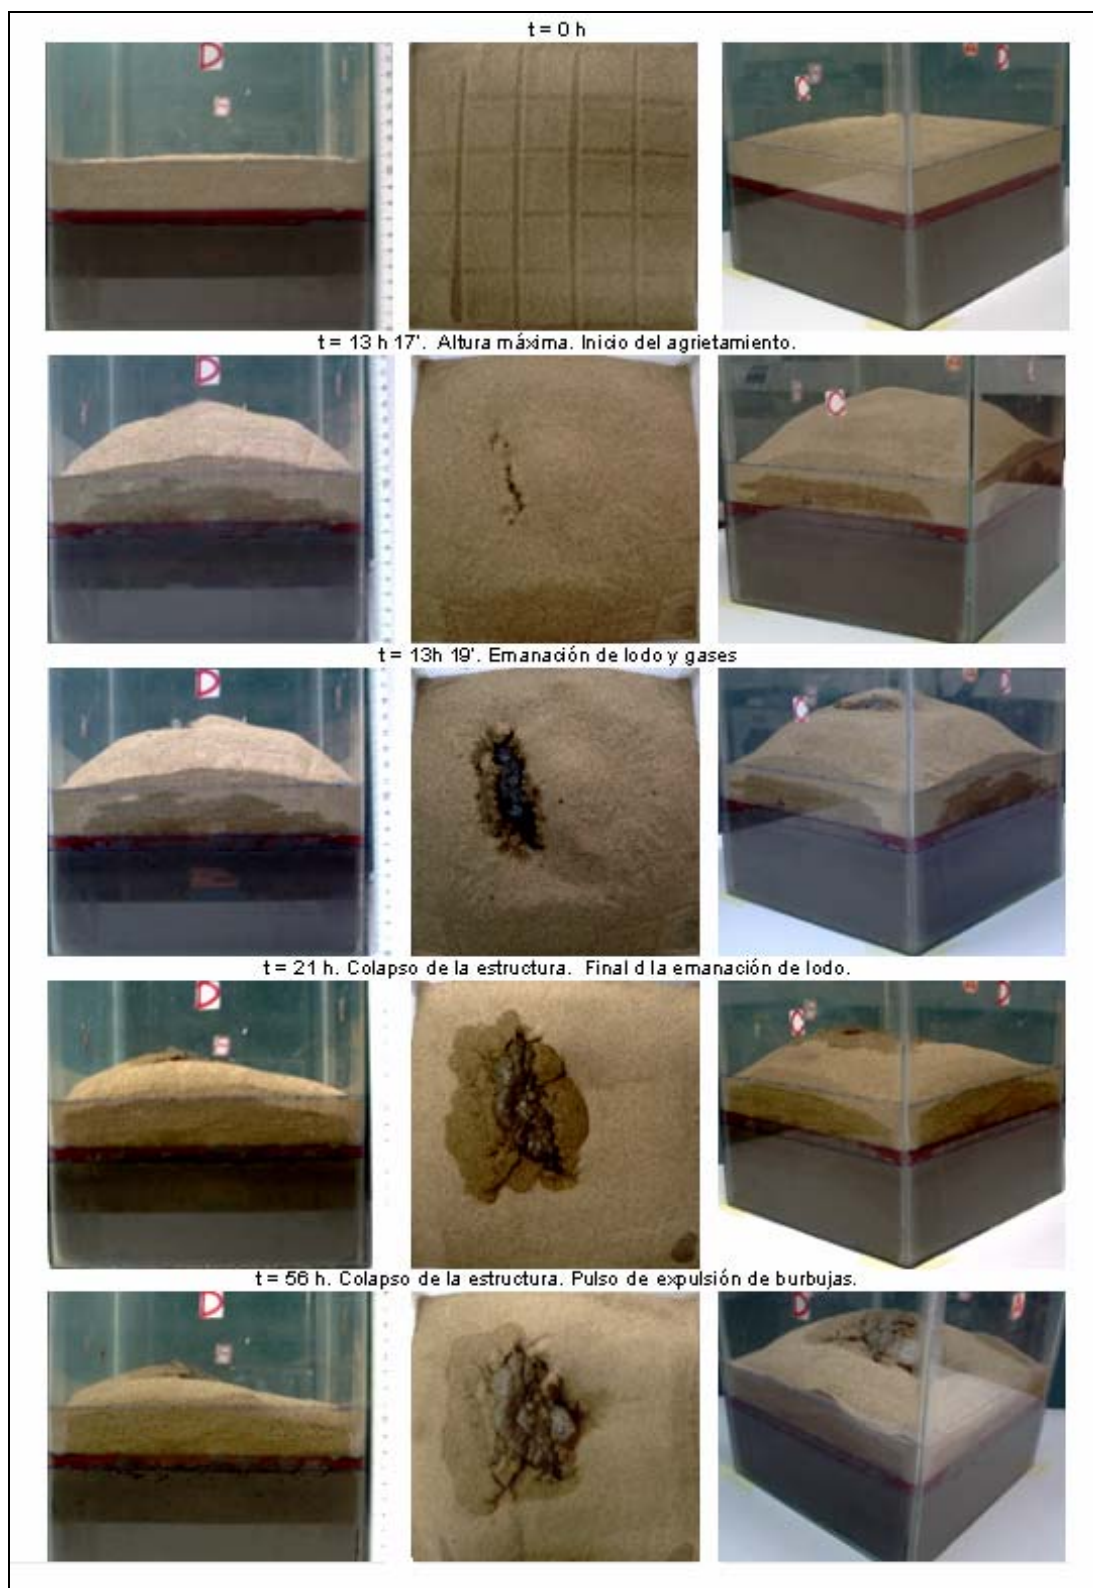 t = 0 h
D
D
C
t = 13 h 17'. Altura máxima. Inicio del agrietamiento.
D
C
t = 13h 19'. Emanación de lodo y gases
D
C
D
t = 21 h. Colapso de la estructura. Final d la emanación de lodo.
D
C
D
t = 56 h. Colapso de la estructura. Pulso de expulsión de burbujas.
D
D
A